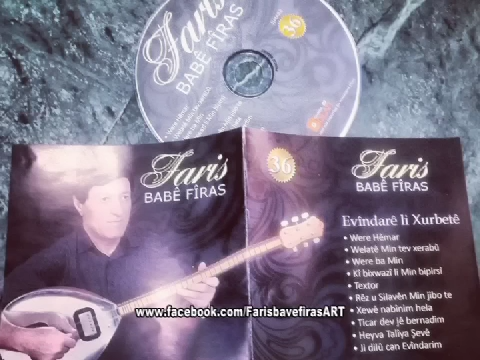 Faris
BABÊ FÎRAS
36
Faris
BABÊ FÎRAS
www.facebook.com/FarisbavefirasART
36
Faris
BABÊ FÎRAS
Evîndarê li Xurbetê
• Were Hêmar
• Welatê Min tev xerabû
• Were ba Min
• Kî bixwazî li Min bipirsî
• Textor
• Rêz u Silavên Min jibo te
• Xewê nabînim hela
• Ticar dev jê bernadim
• Heyva Taliya Şevê
• Ji dilû can Evîndarim